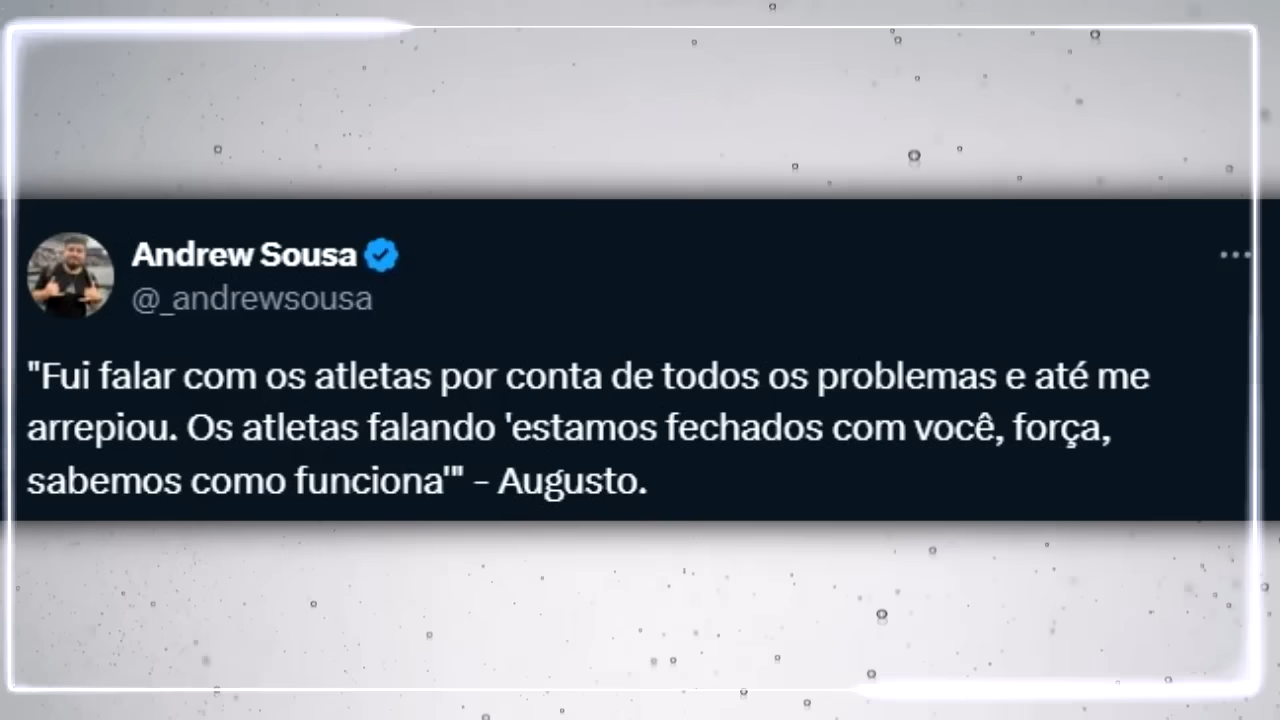 Andrew Sousa
@_andrewsousa
"Fui falar com os atletas por conta de todos os problemas e até me
arrepiou. Os atletas falando 'estamos fechados com você, força,
sabemos como funciona'" - Augusto.